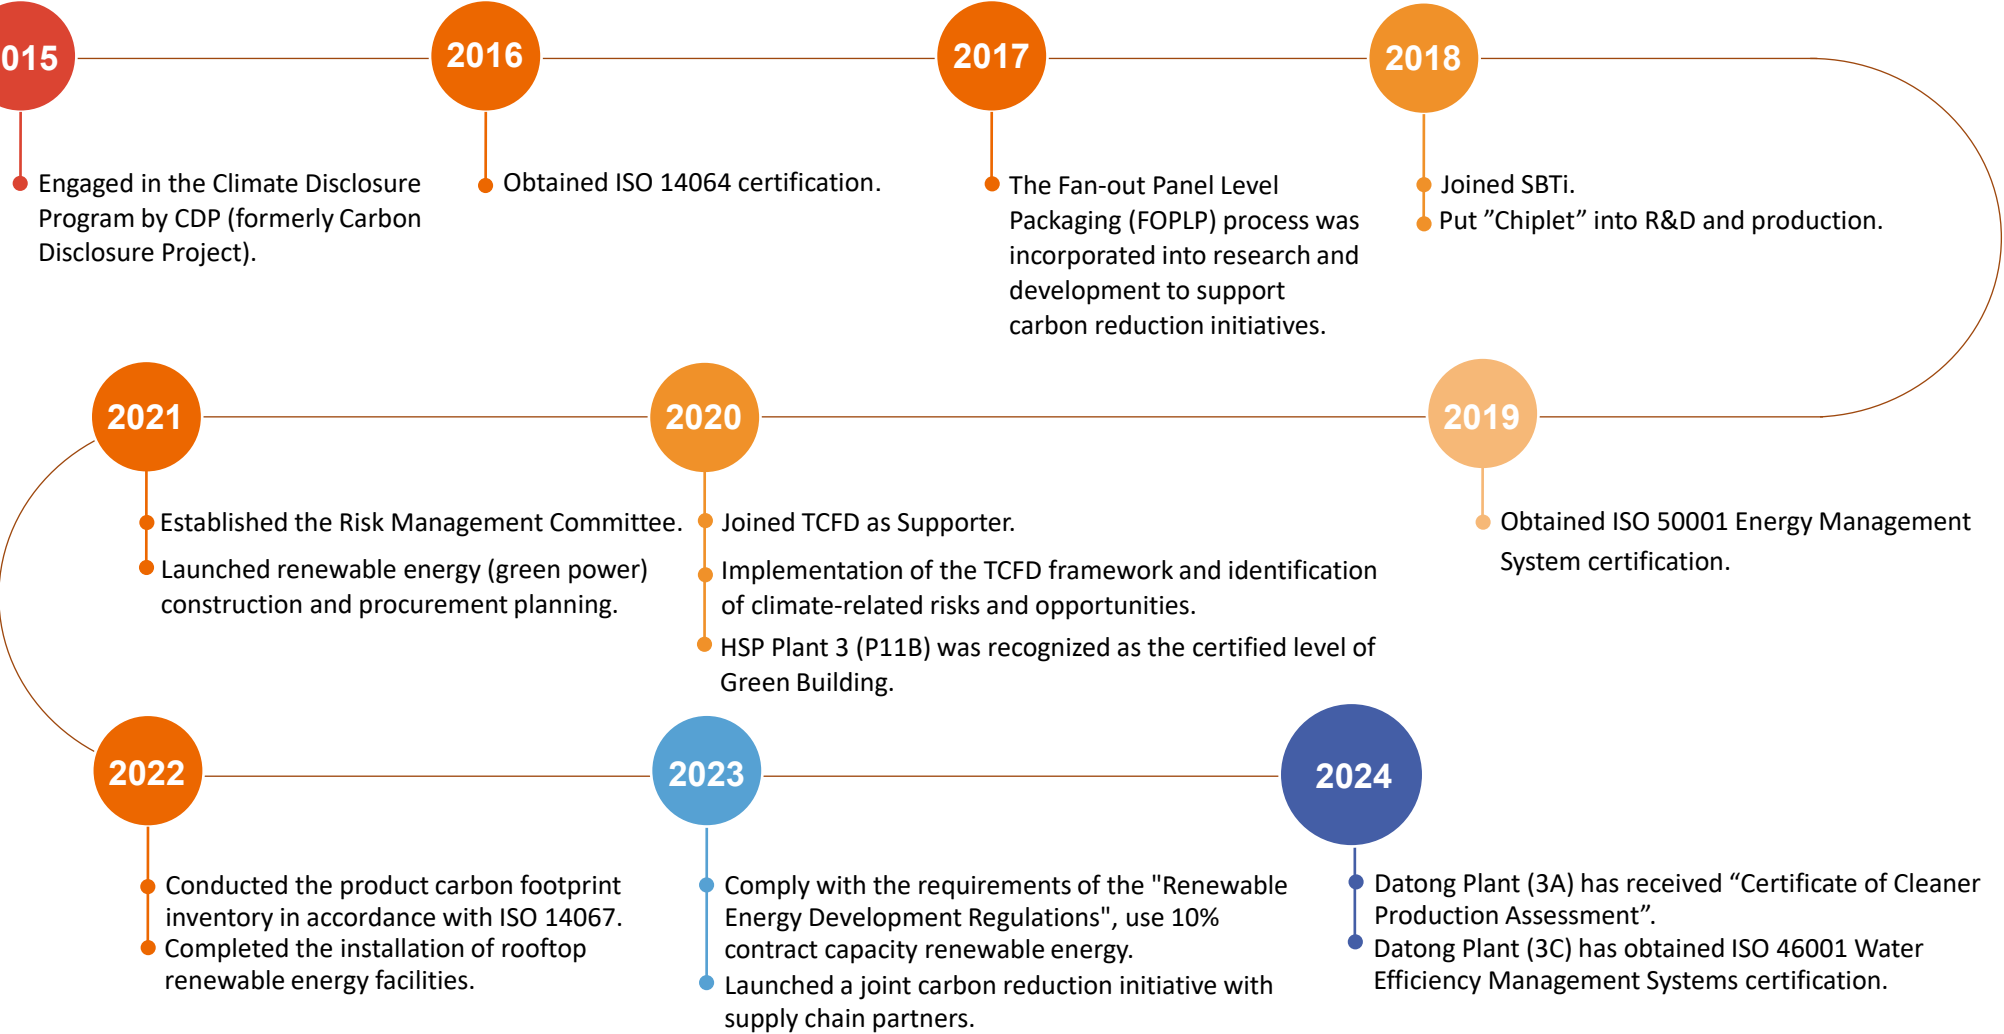 015
2016
2017
2018
Engaged in the Climate Disclosure
Program by CDP (formerly Carbon
Disclosure Project).
Obtained ISO 14064 certification.
The Fan-out Panel Level
Packaging (FOPLP) process was
incorporated into research and
development to support
carbon reduction initiatives.
Joined SBTi.
Put ”Chiplet” into R&D and production.
2021
2020
2019
Established the Risk Management Committee.
Launched renewable energy (green power)
construction and procurement planning.
Joined TCFD as Supporter.
Implementation of the TCFD framework and identification
of climate-related risks and opportunities.
HSP Plant 3 (P11B) was recognized as the certified level of
Green Building.
Obtained ISO 50001 Energy Management
System certification.
2022
2023
2024
Conducted the product carbon footprint
inventory in accordance with ISO 14067.
Completed the installation of rooftop
renewable energy facilities.
Comply with the requirements of the "Renewable
Energy Development Regulations", use 10%
contract capacity renewable energy.
Launched a joint carbon reduction initiative with
supply chain partners.
Datong Plant (3A) has received “Certificate of Cleaner
Production Assessment”.
Datong Plant (3C) has obtained ISO 46001 Water
Efficiency Management Systems certification.